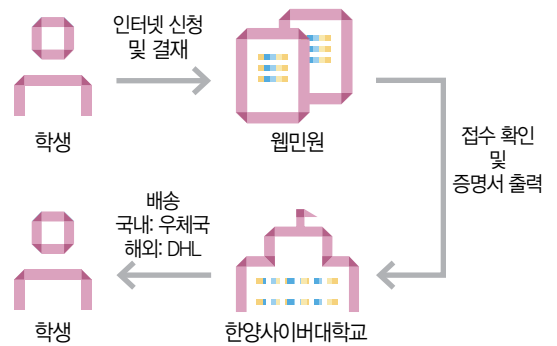 인터넷 신청
및 결재
학생
웹민원
접수 확인
및
증명서 출력
배송
국내: 우체국
해외: DHL
학생
한양사이버대학교